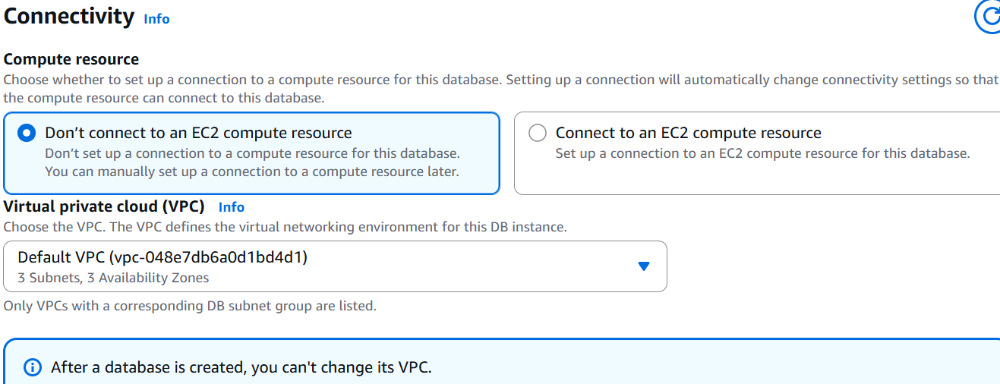 Connectivity Info
Compute resource
Choose whether to set up a connection to a compute resource for this database. Setting up a connection will automatically change connectivity settings so that
the compute resource can connect to this database.
Don’t connect to an EC2 compute resource
Don’t set up a connection to a compute resource for this database.
You can manually set up a connection to a compute resource later.
Connect to an EC2 compute resource
Set up a connection to an EC2 compute resource for this database.
Virtual private cloud (VPC) Info
Choose the VPC. The VPC defines the virtual networking environment for this DB instance.
Default VPC (vpc-048e7db6a0d1bd4d1)
3 Subnets, 3 Availability Zones
Only VPCs with a corresponding DB subnet group are listed.
After a database is created, you can't change its VPC.